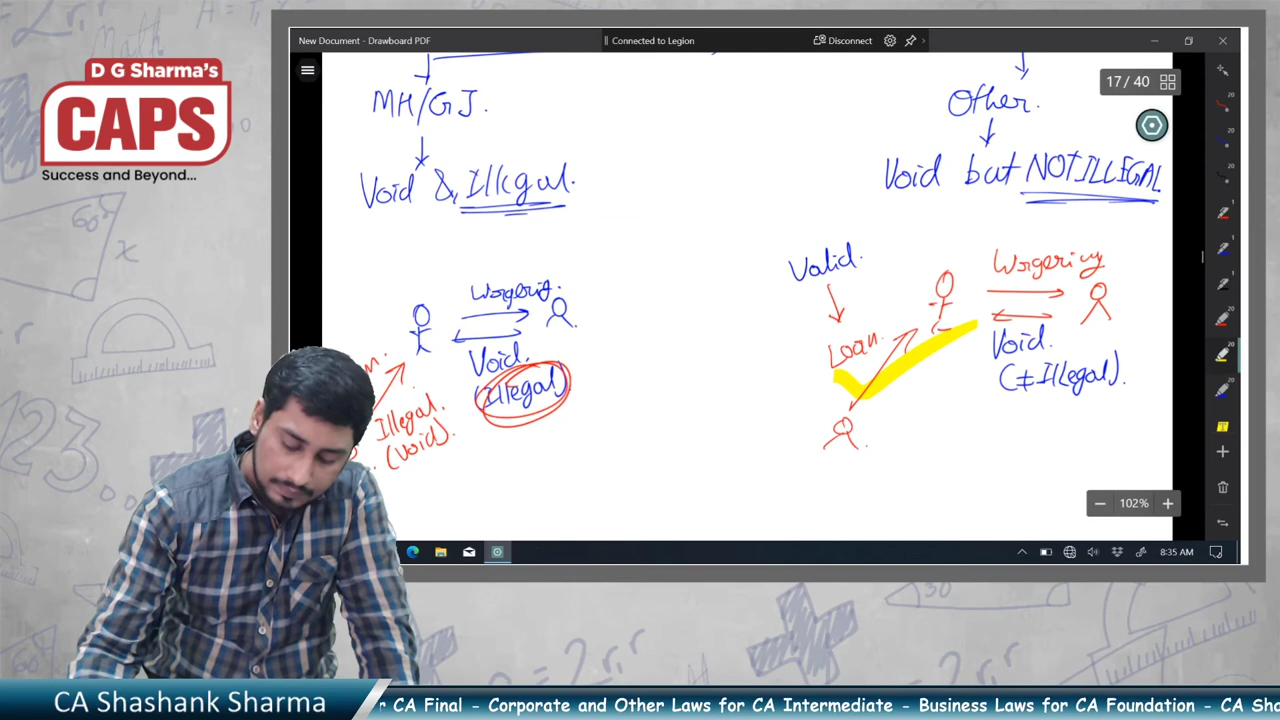 D G Sharma's
CAPS
Success and Beyond...
New Document - Drawboard PDF
Connected to Legion
Disconnect
17 / 40
MH/GJ.
Other.
Void & Illegal.
Void but NOT ILLEGAL
Wagering.
Void.
(Illegal)
Illegal.
(Void).
Valid.
Loan.
Wagering
Void.
(≠ Illegal).
102%
8:35 AM
CA Shashank Sharma
r CA Final - Corporate and Other Laws for CA Intermediate - Business Laws for CA Foundation - CA Sha